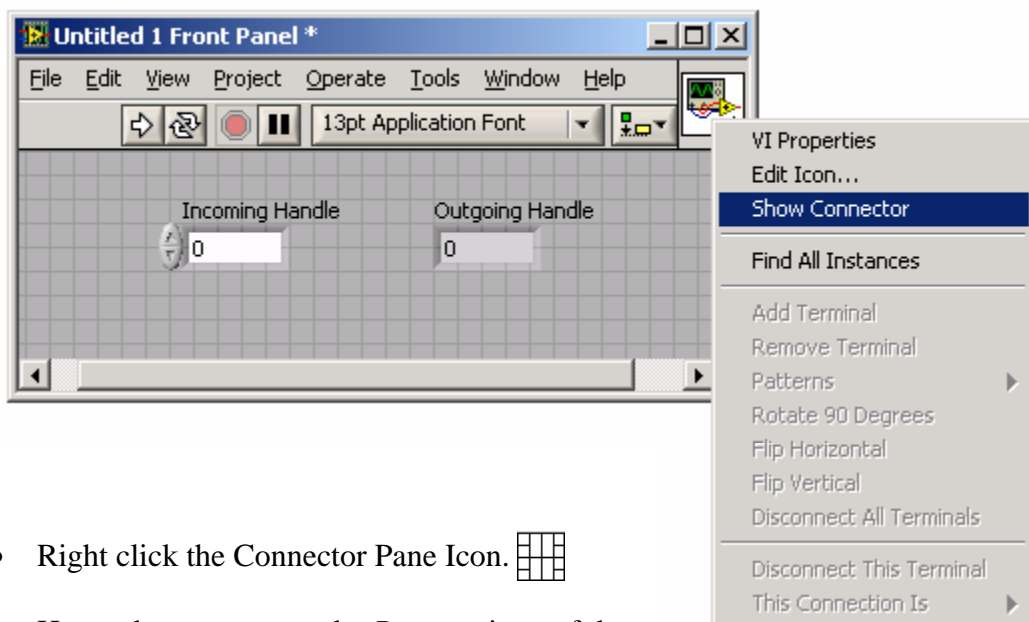 Untitled 1 Front Panel *
File Edit View Project Operate Tools Window Help
13pt Application Font
Incoming Handle Outgoing Handle
0 0
VI Properties
Edit Icon...
Show Connector
Find All Instances
Add Terminal
Remove Terminal
Patterns
Rotate 90 Degrees
Flip Horizontal
Flip Vertical
Disconnect All Terminals
Disconnect This Terminal
This Connection Is
• Right click the Connector Pane Icon.